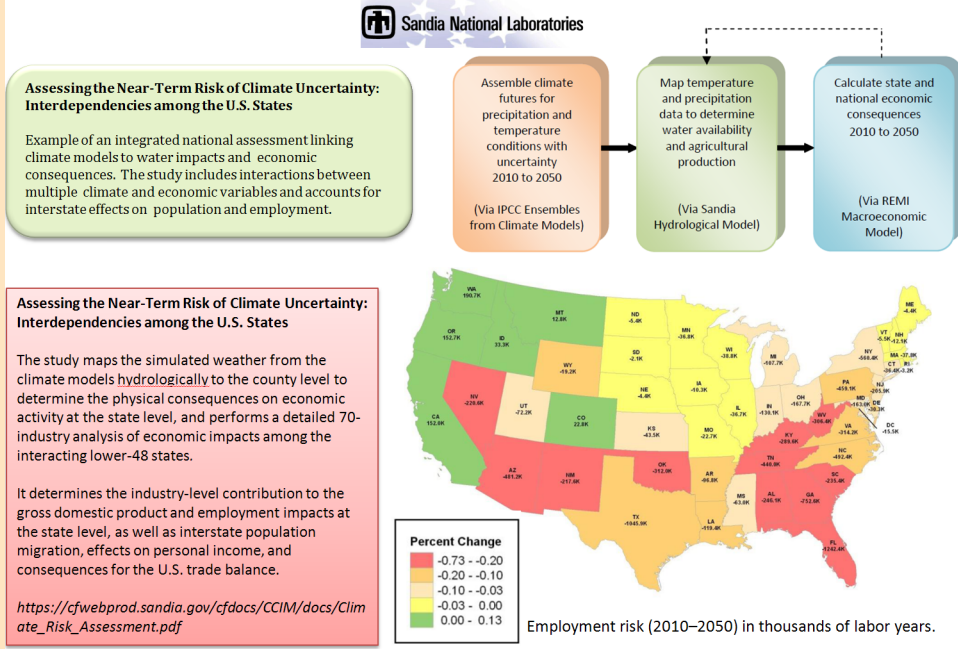 Sandia National Laboratories
Assessing the Near-Term Risk of Climate Uncertainty:
Interdependencies among the U.S. States
Example of an integrated national assessment linking
climate models to water impacts and economic
consequences. The study includes interactions between
multiple climate and economic variables and accounts for
interstate effects on population and employment.
Assemble climate
futures for
precipitation and
temperature
conditions with
uncertainty
2010 to 2050
(Via IPCC Ensembles
from Climate Models)
Map temperature
and precipitation
data to determine
water availability
and agricultural
production
(Via Sandia
Hydrological Model)
Calculate state and
national economic
consequences
2010 to 2050
(Via REMI
Macroeconomic
Model)
Assessing the Near-Term Risk of Climate Uncertainty:
Interdependencies among the U.S. States
The study maps the simulated weather from the
climate models hydrologically to the county level to
determine the physical consequences on economic
activity at the state level, and performs a detailed 70-
industry analysis of economic impacts among the
interacting lower-48 states.
It determines the industry-level contribution to the
gross domestic product and employment impacts at
the state level, as well as interstate population
migration, effects on personal income, and
consequences for the U.S. trade balance.
https://cfwebprod.sandia.gov/cfdocs/CCIM/docs/Clim
ate_Risk_Assessment.pdf
WA
190.7K
OR
152.7K
CA
152.0K
ID
33.3K
MT
12.8K
NV
-220.6K
UT
-72.2K
AZ
-481.2K
WY
-19.2K
CO
22.8K
NM
-217.6K
ND
-5.4K
SD
-2.1K
NE
-4.4K
KS
-43.5K
OK
-312.0K
TX
-1045.9K
MN
-36.8K
IA
-16.3K
MO
-22.7K
AR
-96.8K
LA
-119.4K
WI
-38.8K
IL
-36.7K
MS
-63.0K
MI
-107.7K
IN
-130.1K
OH
-167.7K
KY
TN
AL
GA
FL
-1242.4K
SC
-235.4K
NC
-492.4K
VA
-314.2K
WV
PA
MD
DE
DC
-15.5K
NJ
NY
-560.4K
CT
RI
-3.2K
MA -37.8K
VT
NH
-12.1K
ME
-4.4K
Percent Change
-0.73 - -0.20
-0.20 - -0.10
-0.10 - -0.03
-0.03 - 0.00
0.00 - 0.13
Employment risk (2010–2050) in thousands of labor years.